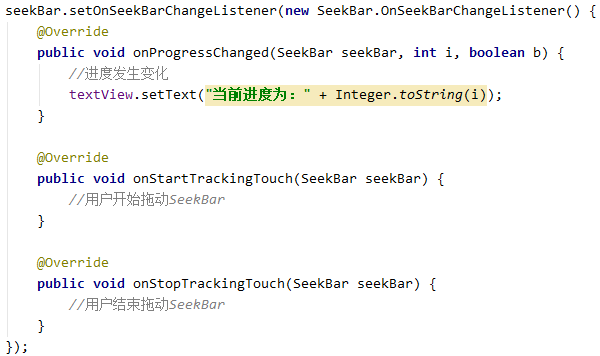 seekBar.setOnSeekBarChangeListener(new SeekBar.OnSeekBarChangeListener() {
    @Override
    public void onProgressChanged(SeekBar seekBar, int i, boolean b) {
        //进度发生变化
        textView.setText("当前进度为：" + Integer.toString(i));
    }

    @Override
    public void onStartTrackingTouch(SeekBar seekBar) {
        //用户开始拖动SeekBar
    }

    @Override
    public void onStopTrackingTouch(SeekBar seekBar) {
        //用户结束拖动SeekBar
    }
});